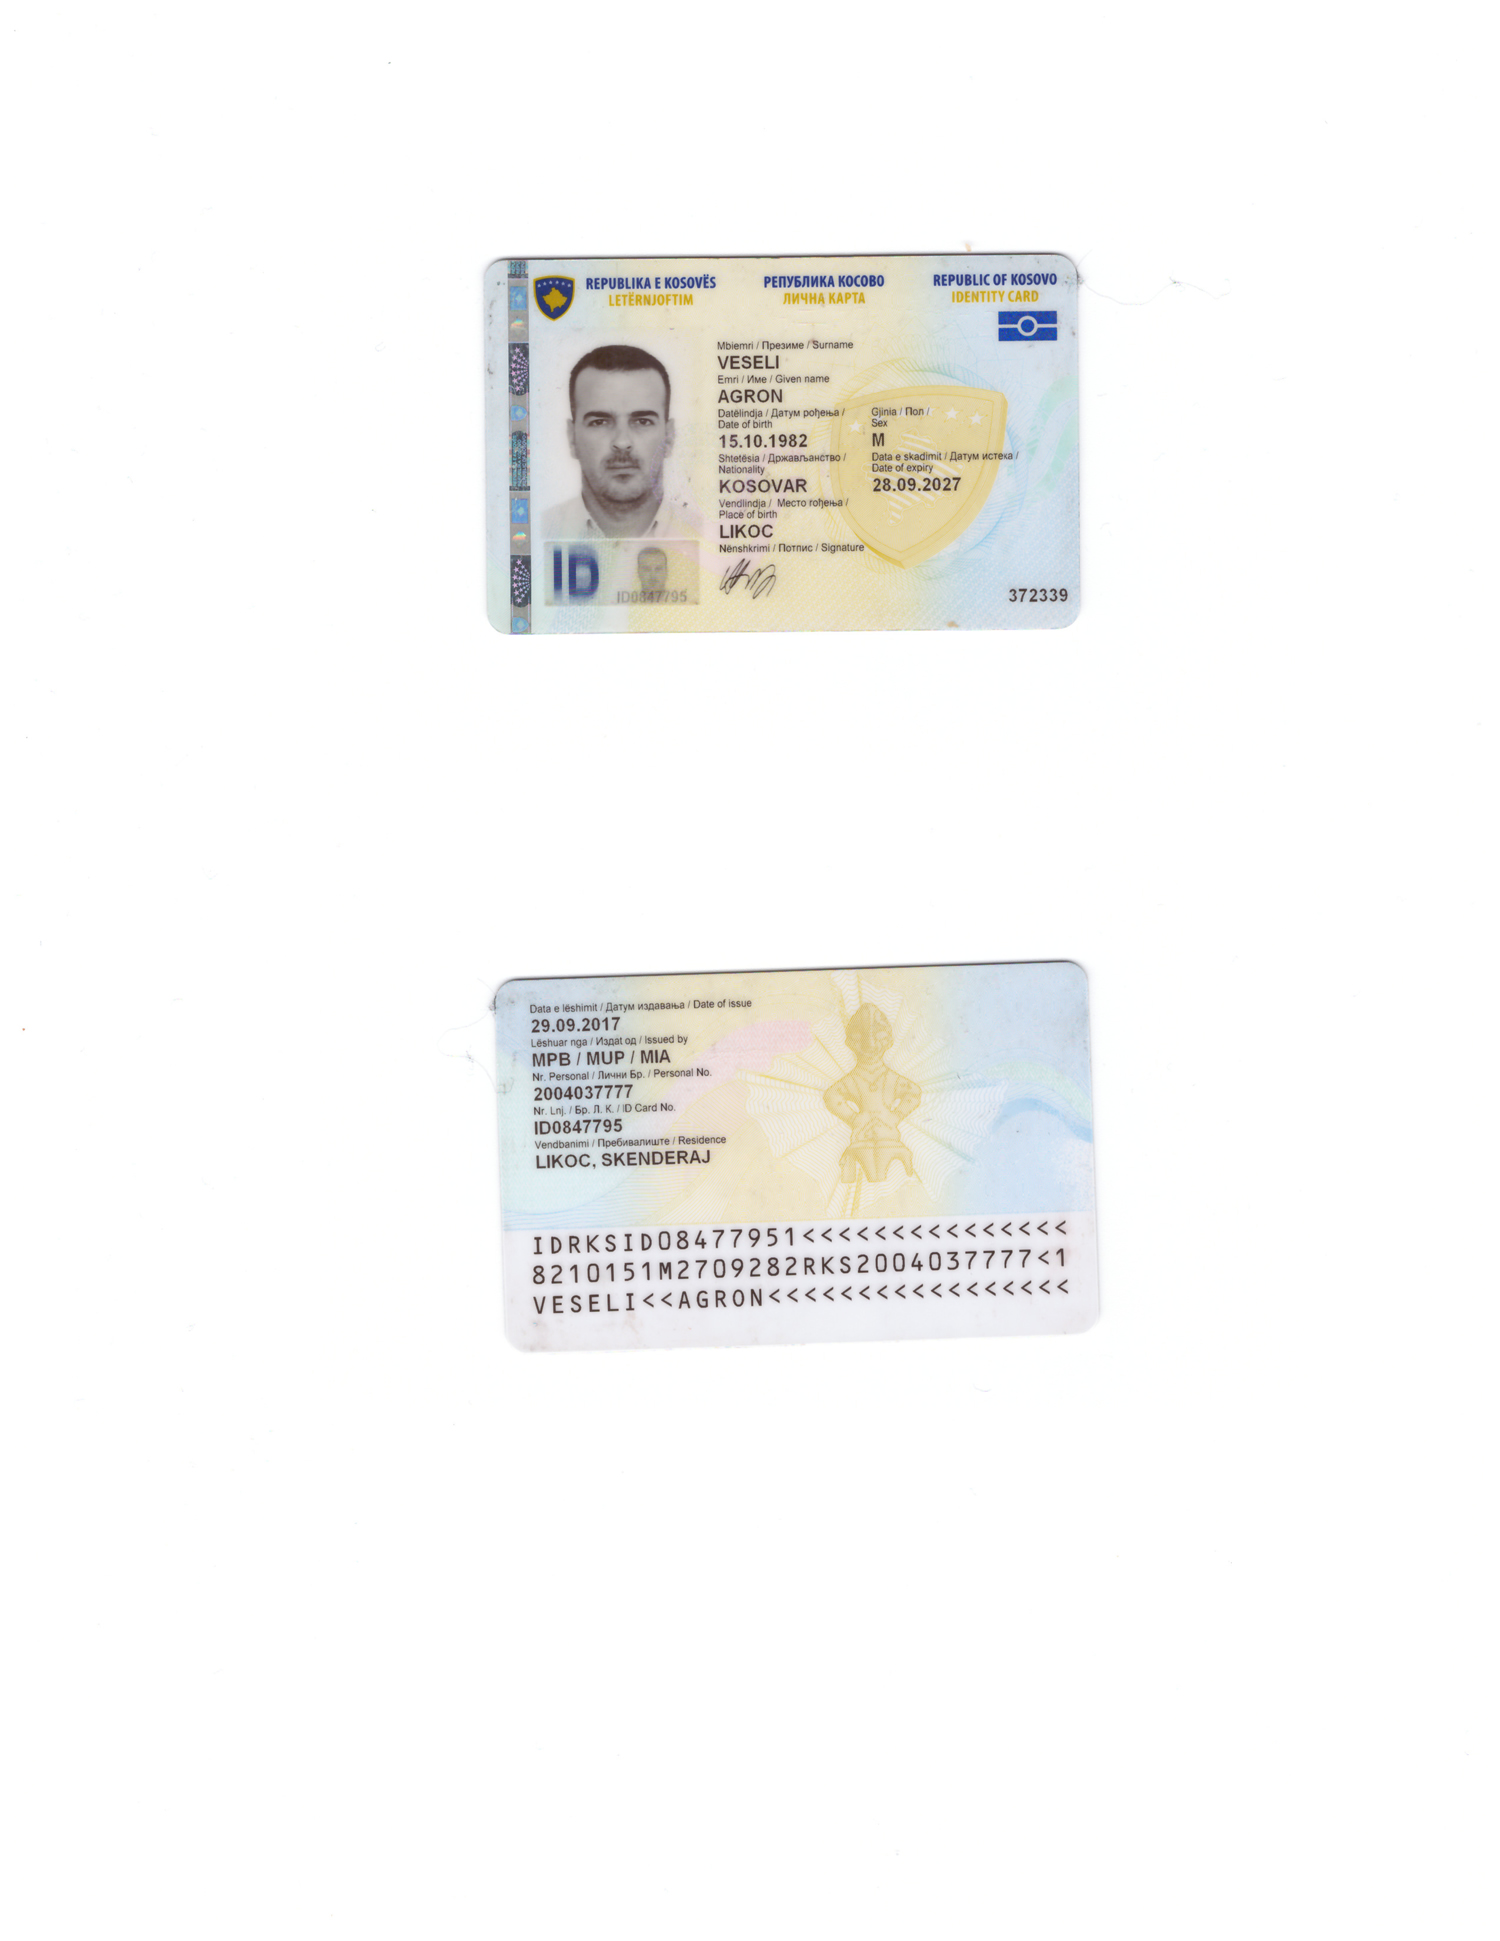 REPUBLIKA E KOSOVËS РЕПУБЛИКА КОСОВО REPUBLIC OF KOSOVO
LETËRNJOFTIM ЛИЧНА КАРТА IDENTITY CARD
Mbiemri / Презиме / Surname
VESELI
Emri / Име / Given name
AGRON
Datëlindja / Датум рођења / Gjinia / Пол /
Date of birth Sex
15.10.1982 M
Shtetësia / Држављанство / Data e skadimit / Датум истека /
Nationality Date of expiry
KOSOVAR 28.09.2027
Vendlindja / Место гођења /
Place of birth
LIKOC
Nënshkrimi / Потпис / Signature
ID ID0847795
372339
Data e lëshimit / Датум издавања / Date of issue
29.09.2017
Lëshuar nga / Издат од / Issued by
MPB / MUP / MIA
Nr. Personal / Лични Бр. / Personal No.
2004037777
Nr. Lnj. / Бр. Л. К. / ID Card No.
ID0847795
Vendbanimi / Пребивалиште / Residence
LIKOC, SKENDERAJ
IDRKSID08477951<<<<<<<<<<<<<<<
8210151M2709282RKS2004037777<1
VESELI<<AGRON<<<<<<<<<<<<<<<<<